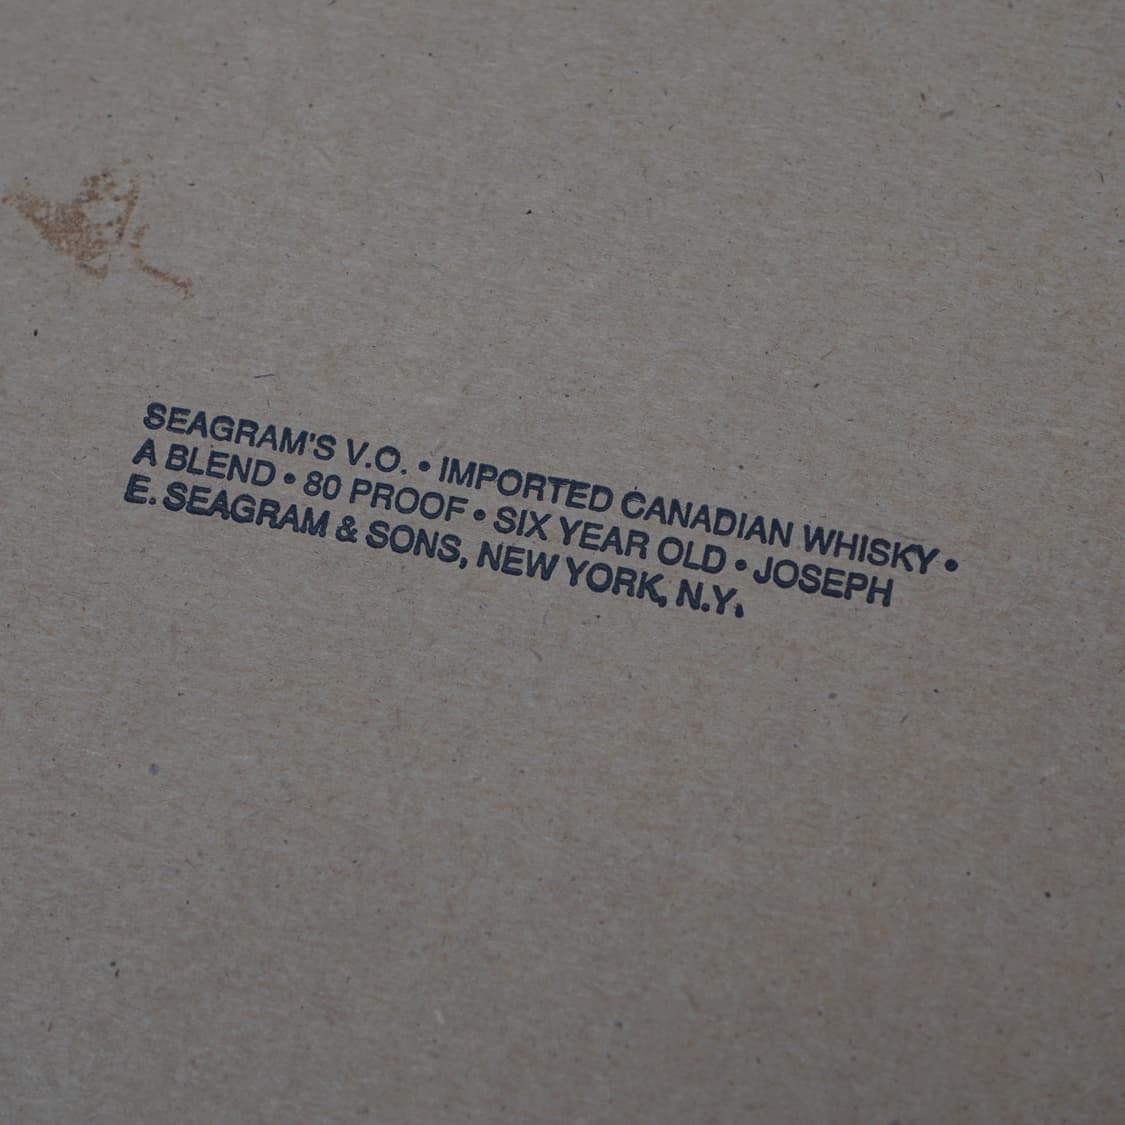 SEAGRAM'S V.O. • IMPORTED CANADIAN WHISKY •
A BLEND • 80 PROOF • SIX YEAR OLD • JOSEPH
E. SEAGRAM & SONS, NEW YORK, N.Y.